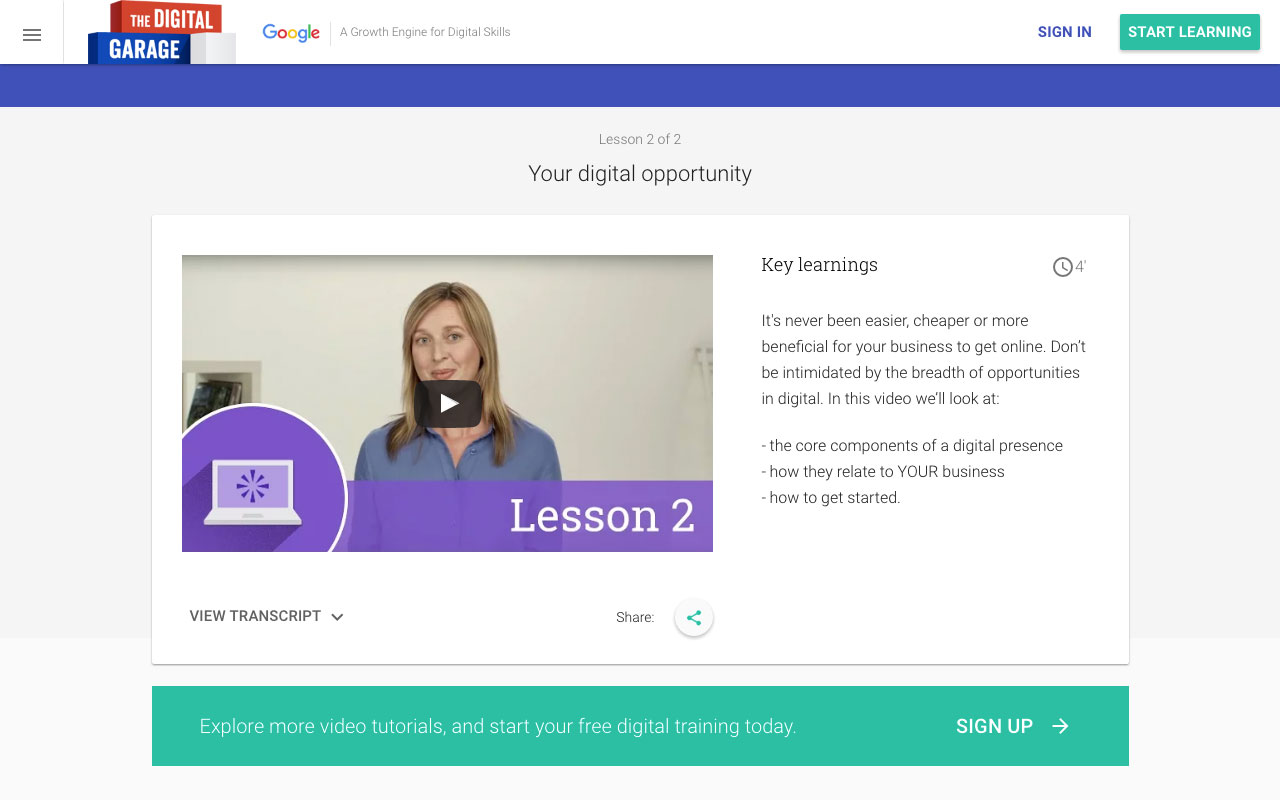 THE DIGITAL
GARAGE
Google
A Growth Engine for Digital Skills
SIGN IN
START LEARNING
Lesson 2 of 2
Your digital opportunity
Lesson 2
Key learnings
4'
It's never been easier, cheaper or more
beneficial for your business to get online. Don’t
be intimidated by the breadth of opportunities
in digital. In this video we’ll look at:
- the core components of a digital presence
- how they relate to YOUR business
- how to get started.
VIEW TRANSCRIPT
Share:
Explore more video tutorials, and start your free digital training today.
SIGN UP